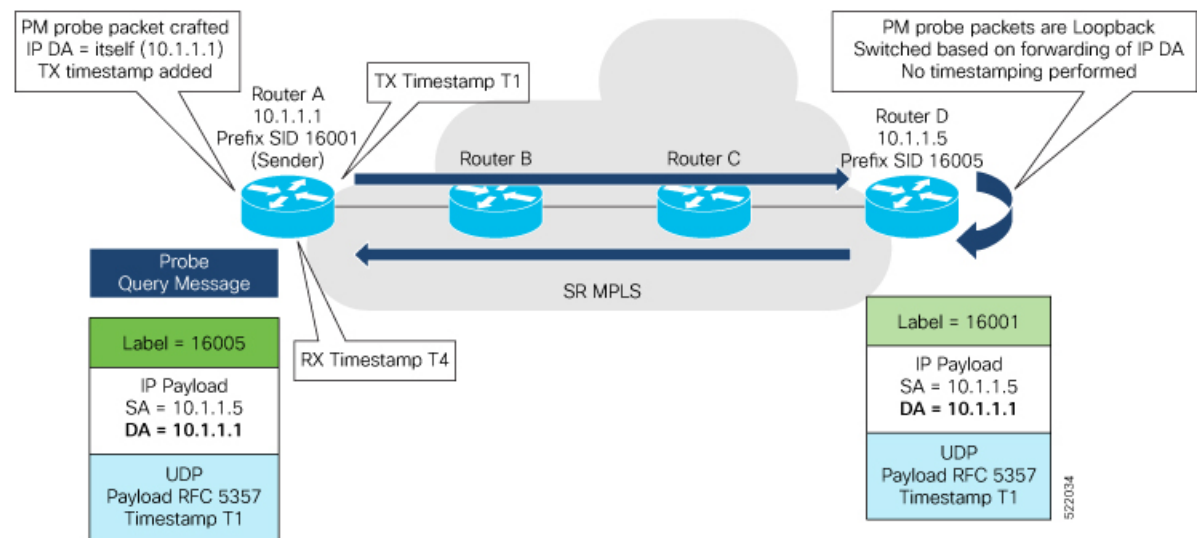 PM probe packet crafted
IP DA = itself (10.1.1.1)
TX timestamp added
TX Timestamp T1
PM probe packets are Loopback
Switched based on forwarding of IP DA
No timestamping performed
Router A
10.1.1.1
Prefix SID 16001
(Sender)
Router B
Router C
Router D
10.1.1.5
Prefix SID 16005
Probe
Query Message
SR MPLS
RX Timestamp T4
Label = 16005
IP Payload
SA = 10.1.1.5
DA = 10.1.1.1
UDP
Payload RFC 5357
Timestamp T1
Label = 16001
IP Payload
SA = 10.1.1.5
DA = 10.1.1.1
UDP
Payload RFC 5357
Timestamp T1
522034